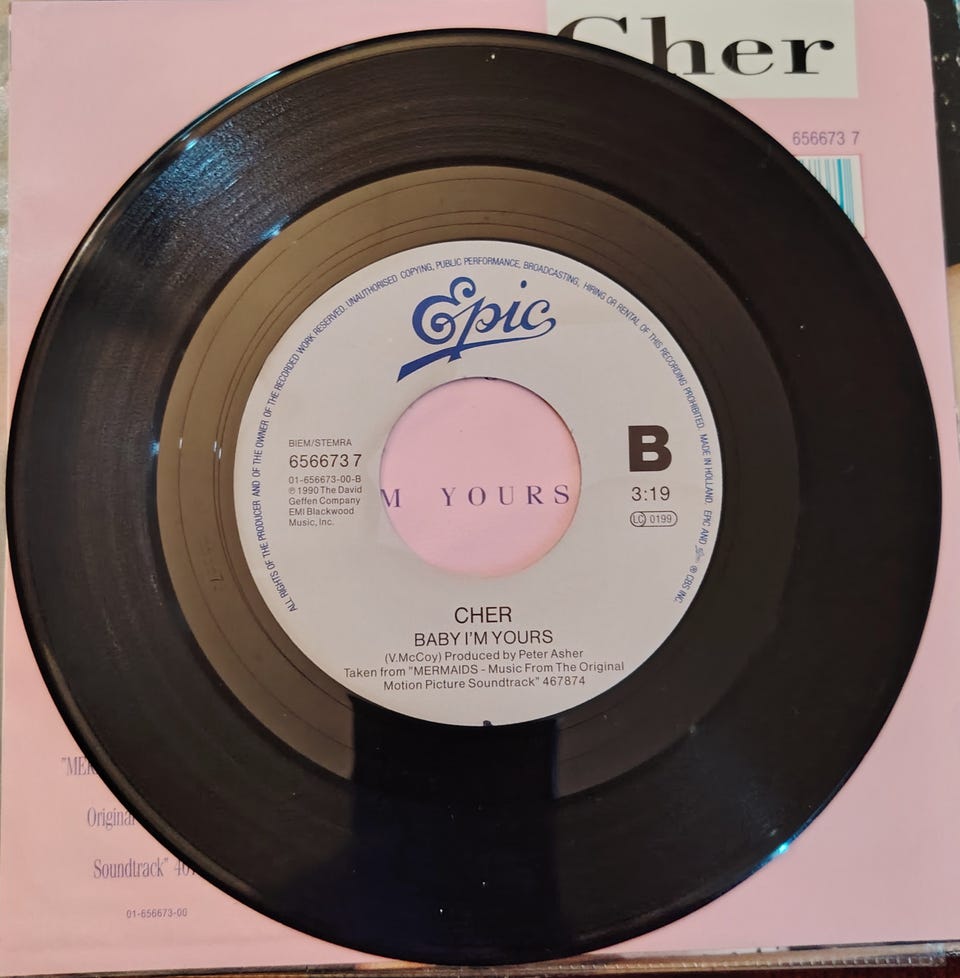 Cher
656673 7
ALL RIGHTS OF THE PRODUCER AND OF THE OWNER OF THE RECORDED WORK RESERVED. UNAUTHORISED COPYING, PUBLIC PERFORMANCE, BROADCASTING, HIRING OR RENTAL OF THIS RECORDING PROHIBITED. MADE IN HOLLAND. EPIC AND ® CBS INC.
Epic
BIEM/STEMRA
656673 7
01-656673-00-B
℗ 1990 The David
Geffen Company
EMI Blackwood
Music, Inc.
B
3:19
LC 0199
M YOURS
CHER
BABY I'M YOURS
(V.McCoy) Produced by Peter Asher
Taken from "MERMAIDS - Music From The Original
Motion Picture Soundtrack" 467874
"MER
Original
Soundtrack" 467
01-656673-00